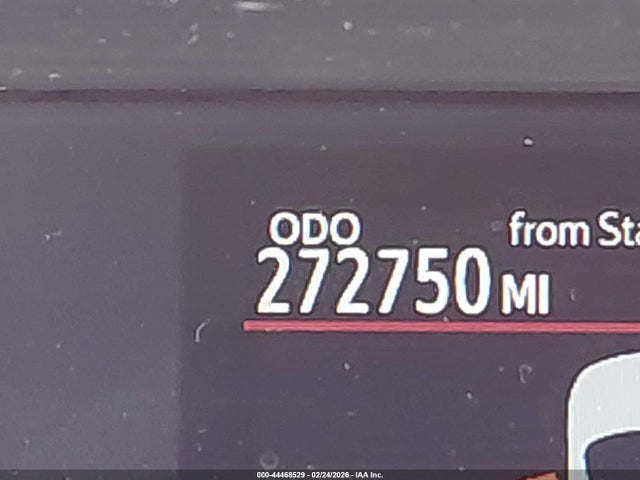 ODO
from Sta
272750 MI
000-44468529 - 02/24/2026 - IAA Inc.